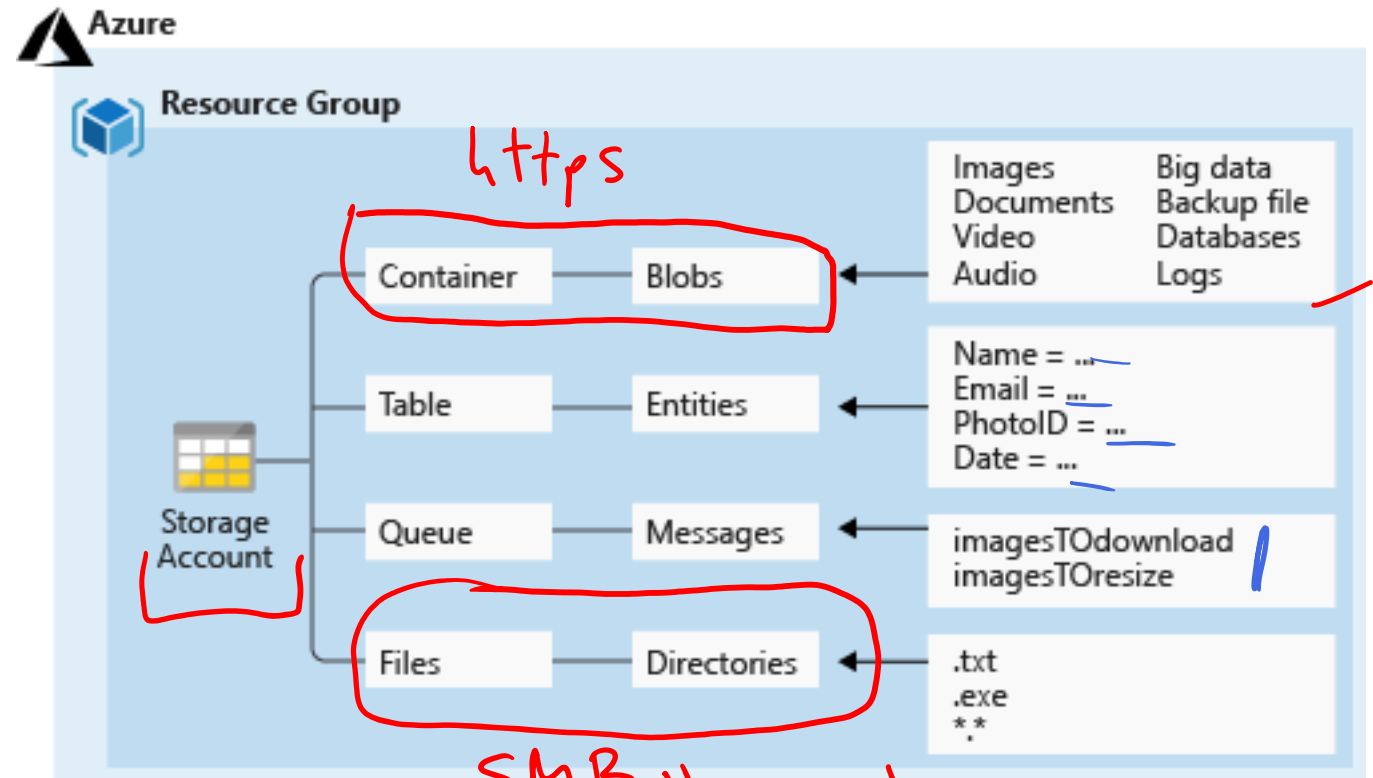 Azure
Resource Group
https
Images Big data
Documents Backup file
Video Databases
Audio Logs
Container Blobs
Name = ...
Email = ...
PhotoID = ...
Date = ...
Table Entities
Storage
Account
Queue Messages
imagesTOdownload
imagesTOresize
Files Directories
.txt
.exe
*.*
SMB